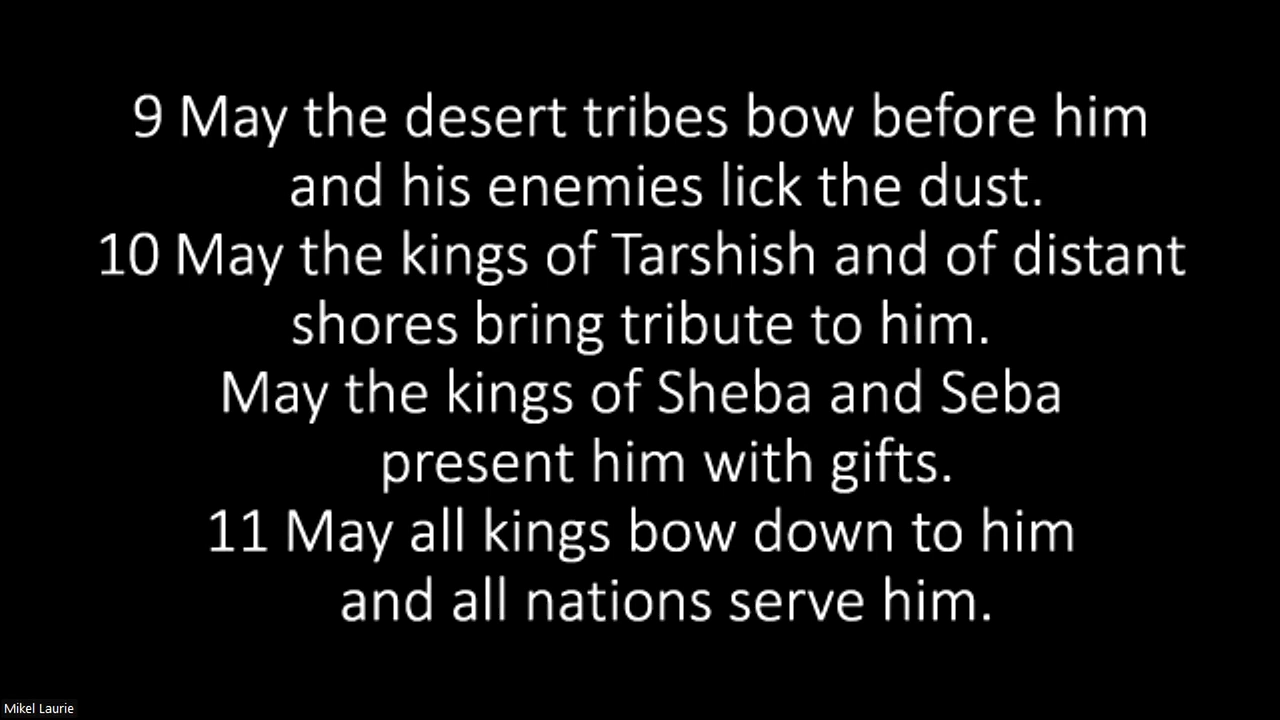 9 May the desert tribes bow before him
and his enemies lick the dust.
10 May the kings of Tarshish and of distant
shores bring tribute to him.
May the kings of Sheba and Seba
present him with gifts.
11 May all kings bow down to him
and all nations serve him.
Mikel Laurie